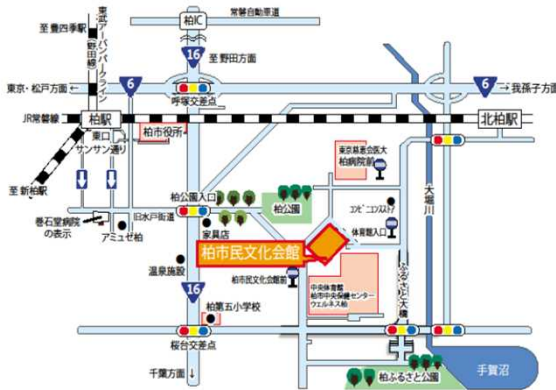 至 豊四季駅
東武アーバンパークライン
（野田線）
柏IC
常磐自動車道
16
至 野田方面
6
6
東京・松戸方面 ←
→ 我孫子方面
呼塚交差点
JR常磐線
柏駅
北柏駅
東口
サンサン通り
柏市役所
至 新柏駅
東京慈恵会医大
柏病院前
大堀川
柏公園入口
柏公園
コンビニエンスストア
旧水戸街道
巻石堂病院
の表示
アミュゼ柏
家具店
体育館入口
柏市民文化会館
温泉施設
柏市民文化会館前
中央体育館
柏市中央保健センター
ウェルネス柏
ふるさと大橋
16
柏第五小学校
桜台交差点
千葉方面 ↓
柏ふるさと公園
手賀沼